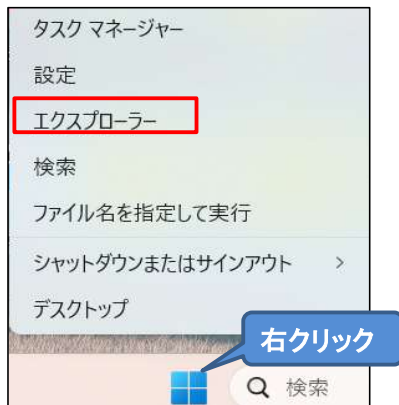 タスク マネージャー
設定
エクスプローラー
検索
ファイル名を指定して実行
シャットダウンまたはサインアウト
デスクトップ
右クリック
検索